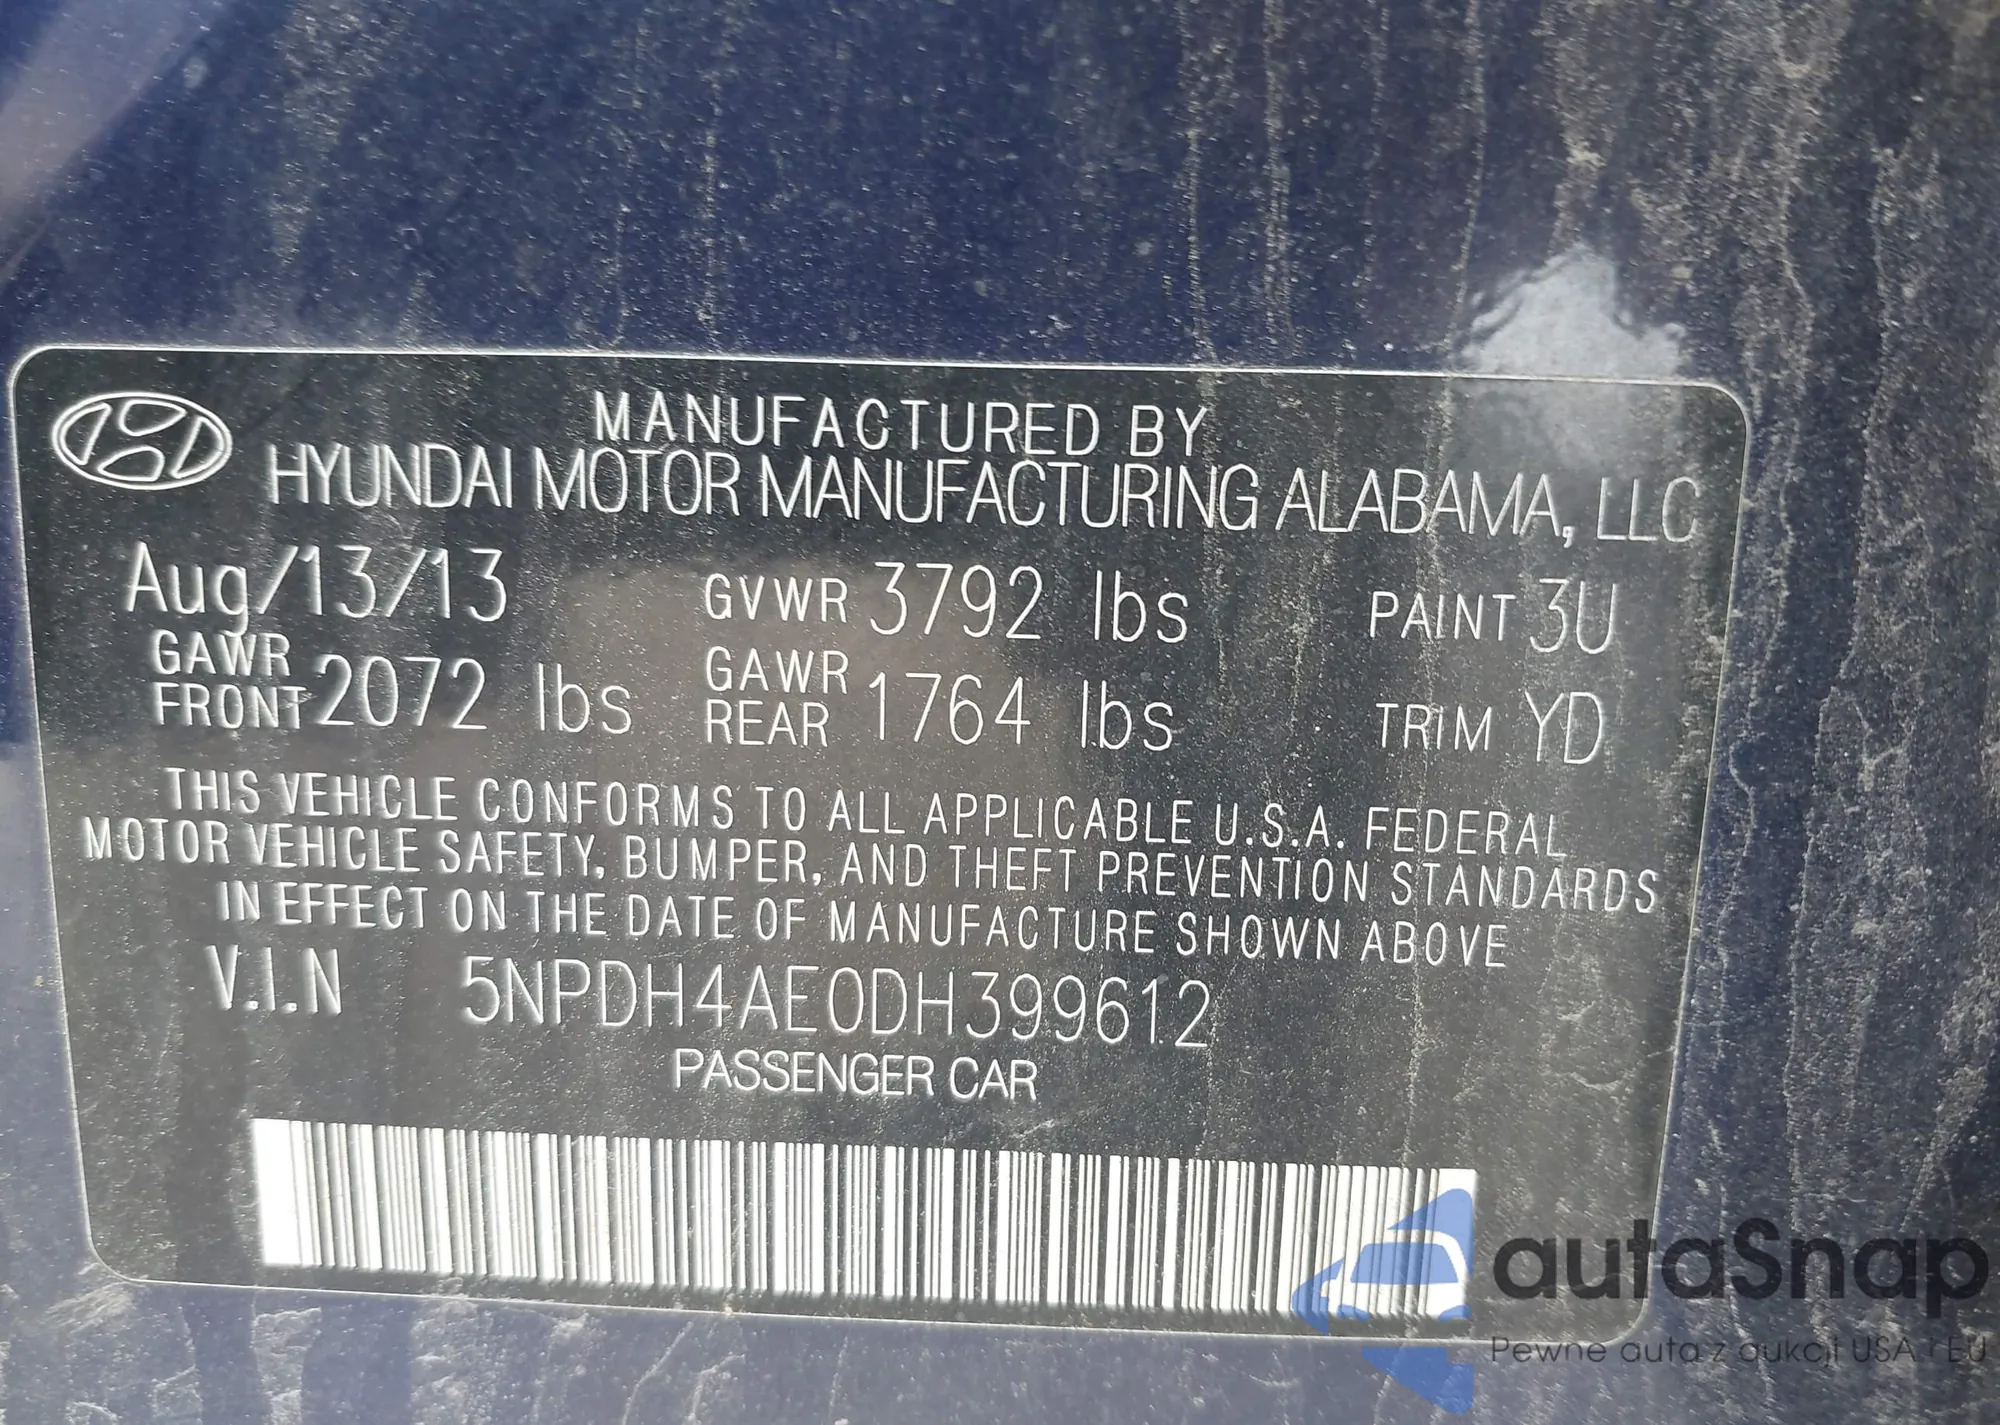 MANUFACTURED BY
HYUNDAI MOTOR MANUFACTURING ALABAMA, LLC
Aug/13/13 GVWR 3792 lbs PAINT 3U
GAWR FRONT 2072 lbs GAWR REAR 1764 lbs TRIM YD
THIS VEHICLE CONFORMS TO ALL APPLICABLE U.S.A. FEDERAL
MOTOR VEHICLE SAFETY, BUMPER, AND THEFT PREVENTION STANDARDS
IN EFFECT ON THE DATE OF MANUFACTURE SHOWN ABOVE
V.I.N 5NPDH4AE0DH399612
PASSENGER CAR
autaSnap
Pewne auta z aukcji USA i EU